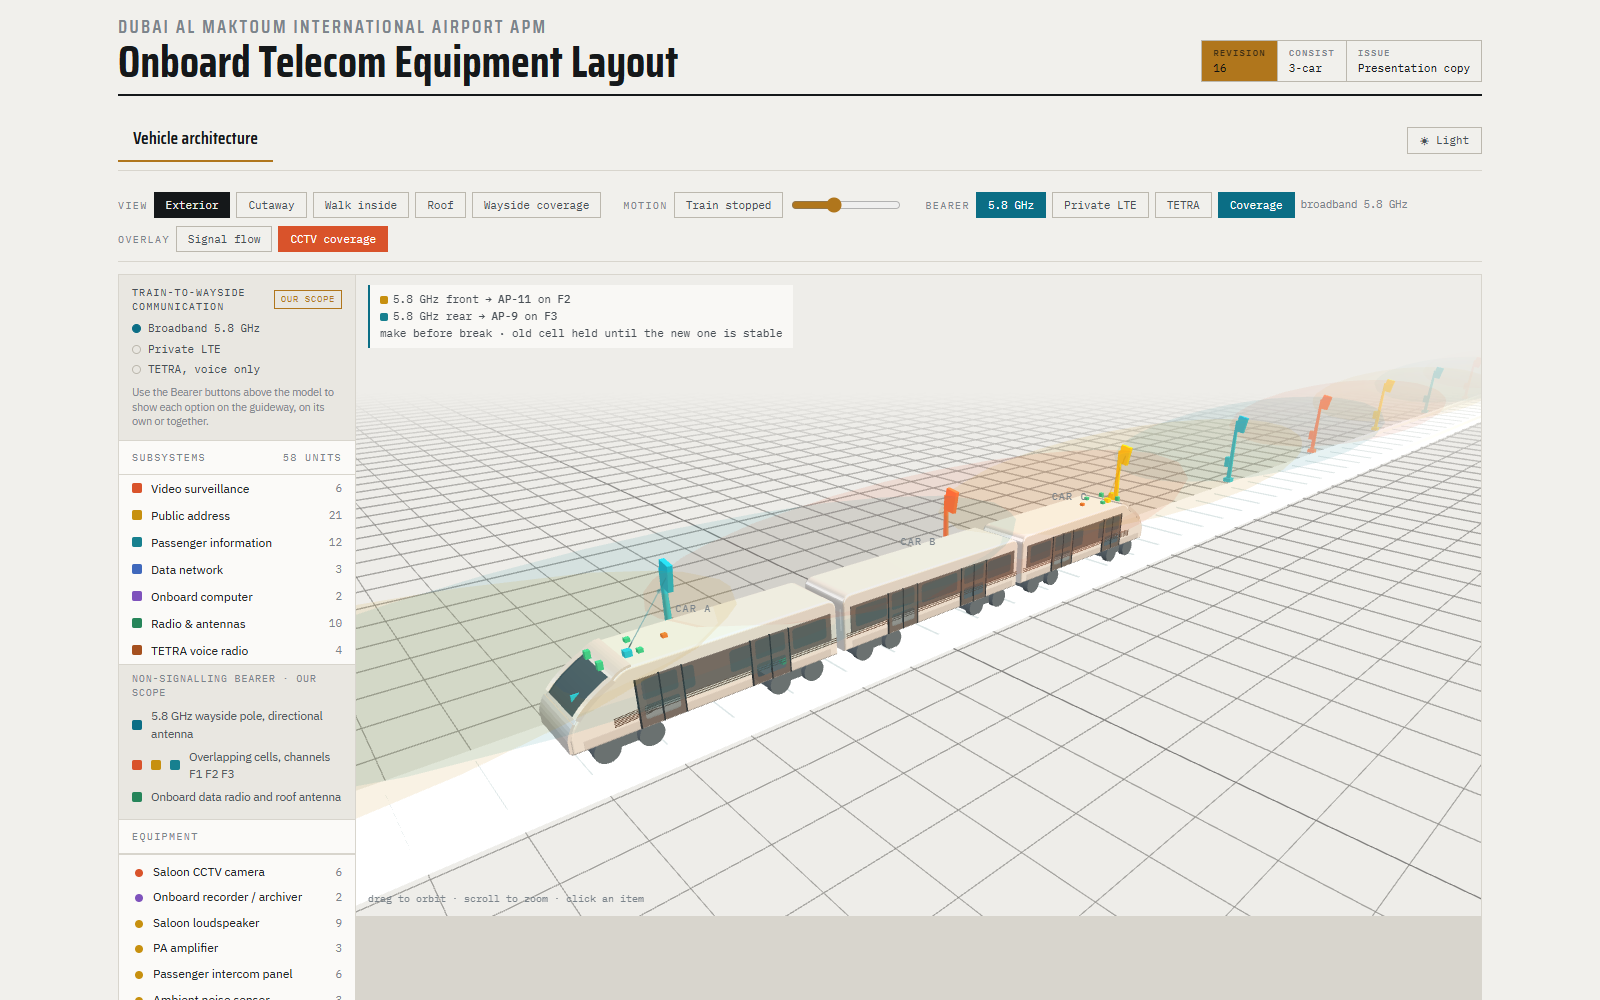 DUBAI AL MAKTOUM INTERNATIONAL AIRPORT APM
Onboard Telecom Equipment Layout
REVISION
16
CONSIST
3-car
ISSUE
Presentation copy
Vehicle architecture
☀ Light
VIEW Exterior Cutaway Walk inside Roof Wayside coverage MOTION Train stopped BEARER 5.8 GHz Private LTE TETRA Coverage broadband 5.8 GHz
OVERLAY Signal flow CCTV coverage
TRAIN-TO-WAYSIDE
COMMUNICATION
OUR SCOPE
Broadband 5.8 GHz
Private LTE
TETRA, voice only
Use the Bearer buttons above the model to
show each option on the guideway, on its
own or together.
SUBSYSTEMS 58 UNITS
Video surveillance 6
Public address 21
Passenger information 12
Data network 3
Onboard computer 2
Radio & antennas 10
TETRA voice radio 4
NON-SIGNALLING BEARER · OUR
SCOPE
5.8 GHz wayside pole, directional
antenna
Overlapping cells, channels
F1 F2 F3
Onboard data radio and roof antenna
EQUIPMENT
Saloon CCTV camera 6
Onboard recorder / archiver 2
Saloon loudspeaker 9
PA amplifier 3
Passenger intercom panel 6
Ambient noise sensor 3
5.8 GHz front → AP-11 on F2
5.8 GHz rear → AP-9 on F3
make before break · old cell held until the new one is stable
CAR C
CAR B
CAR A
drag to orbit · scroll to zoom · click an item